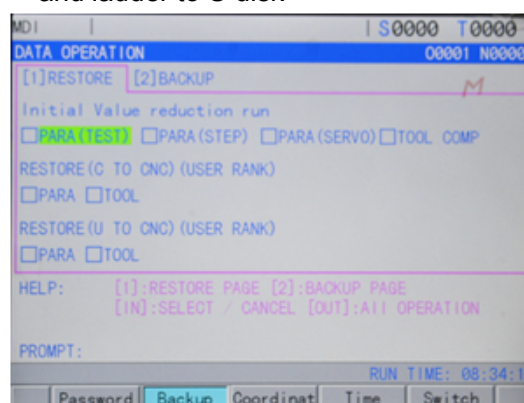 and ladder to U disk
MDI S0000 T0000
DATA OPERATION O0001 N0000
[1]RESTORE [2]BACKUP
M
Initial Value reduction run
PARA(TEST) PARA(STEP) PARA(SERVO) TOOL COMP
RESTORE(C TO CNC)(USER RANK)
PARA TOOL
RESTORE(U TO CNC)(USER RANK)
PARA TOOL
HELP: [1]:RESTORE PAGE [2]:BACKUP PAGE
[IN]:SELECT / CANCEL [OUT]:All OPERATION
PROMPT:
RUN TIME: 08:34:1
Password Backup Coordinat Time Switch